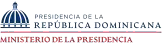 PRESIDENCIA DE LA
REPÚBLICA DOMINICANA
MINISTERIO DE LA PRESIDENCIA